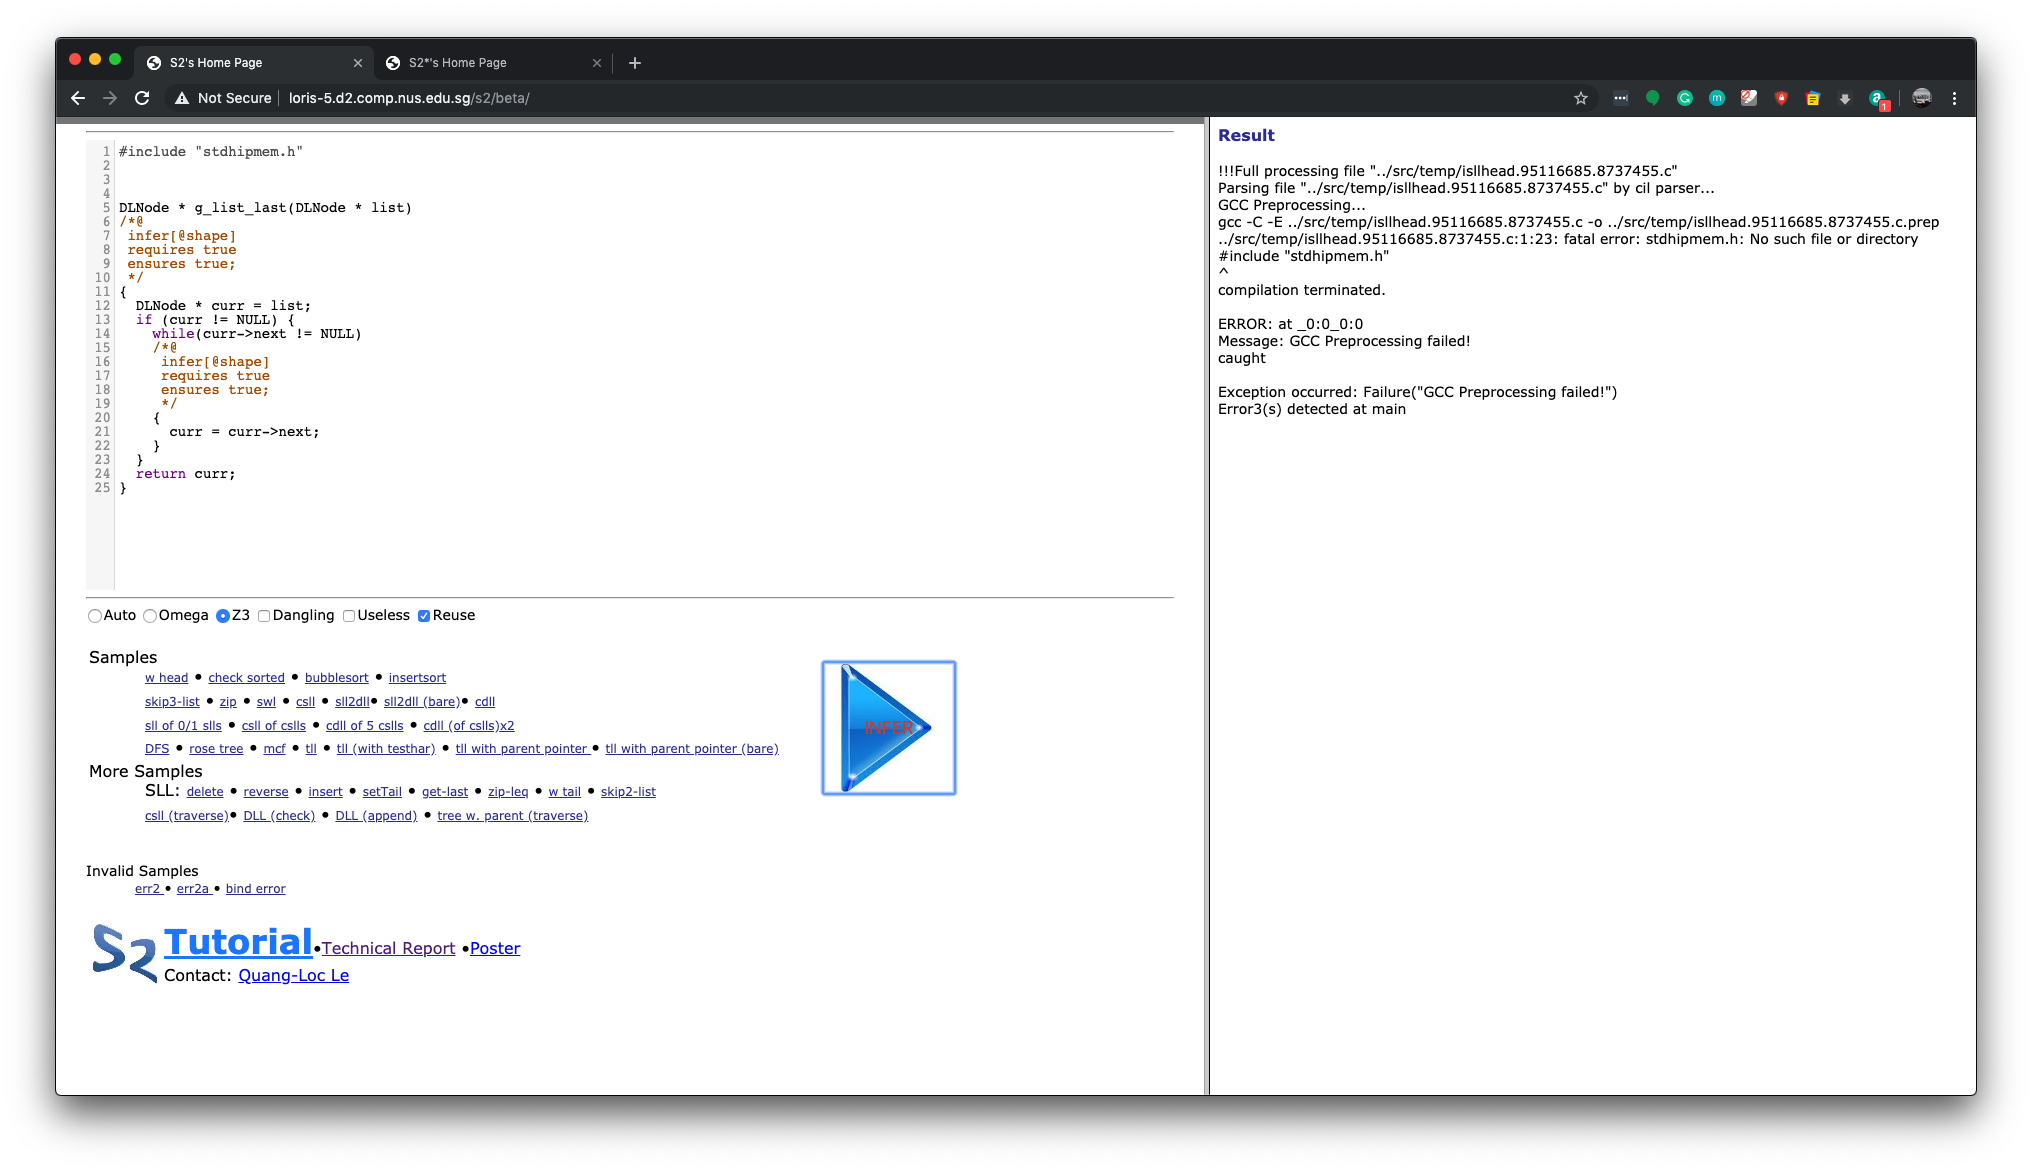 S2's Home Page
S2*'s Home Page
Not Secure loris-5.d2.comp.nus.edu.sg/s2/beta/
1 #include "stdhipmem.h"
2
3
4
5 DLNode * g_list_last(DLNode * list)
6 /*@
7 infer[@shape]
8 requires true
9 ensures true;
10 */
11 {
12 DLNode * curr = list;
13 if (curr != NULL) {
14 while(curr->next != NULL)
15 /*@
16 infer[@shape]
17 requires true
18 ensures true;
19 */
20 {
21 curr = curr->next;
22 }
23 }
24 return curr;
25 }
Auto Omega Z3 Dangling Useless Reuse
Samples
w head • check sorted • bubblesort • insertsort
skip3-list • zip • swl • csll • sll2dll• sll2dll (bare)• cdll
sll of 0/1 slls • csll of cslls • cdll of 5 cslls • cdll (of cslls)x2
DFS • rose tree • mcf • tll • tll (with testhar) • tll with parent pointer • tll with parent pointer (bare)
INFER
More Samples
SLL: delete • reverse • insert • setTail • get-last • zip-leq • w tail • skip2-list
csll (traverse)• DLL (check) • DLL (append) • tree w. parent (traverse)
Invalid Samples
err2 • err2a • bind error
S2 Tutorial•Technical Report •Poster
Contact: Quang-Loc Le
Result
!!!Full processing file "../src/temp/isllhead.95116685.8737455.c"
Parsing file "../src/temp/isllhead.95116685.8737455.c" by cil parser...
GCC Preprocessing...
gcc -C -E ../src/temp/isllhead.95116685.8737455.c -o ../src/temp/isllhead.95116685.8737455.c.prep
../src/temp/isllhead.95116685.8737455.c:1:23: fatal error: stdhipmem.h: No such file or directory
#include "stdhipmem.h"
^
compilation terminated.
ERROR: at _0:0_0:0
Message: GCC Preprocessing failed!
caught
Exception occurred: Failure("GCC Preprocessing failed!")
Error3(s) detected at main